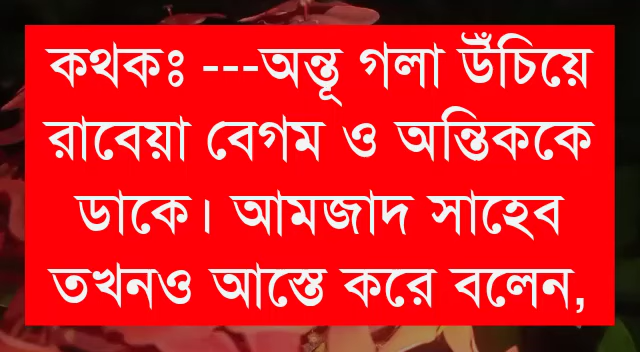 কথকঃ ---অন্তূ গলা উঁচিয়ে
রাবেয়া বেগম ও অন্তিককে
ডাকে। আমজাদ সাহেব
তখনও আস্তে করে বলেন,